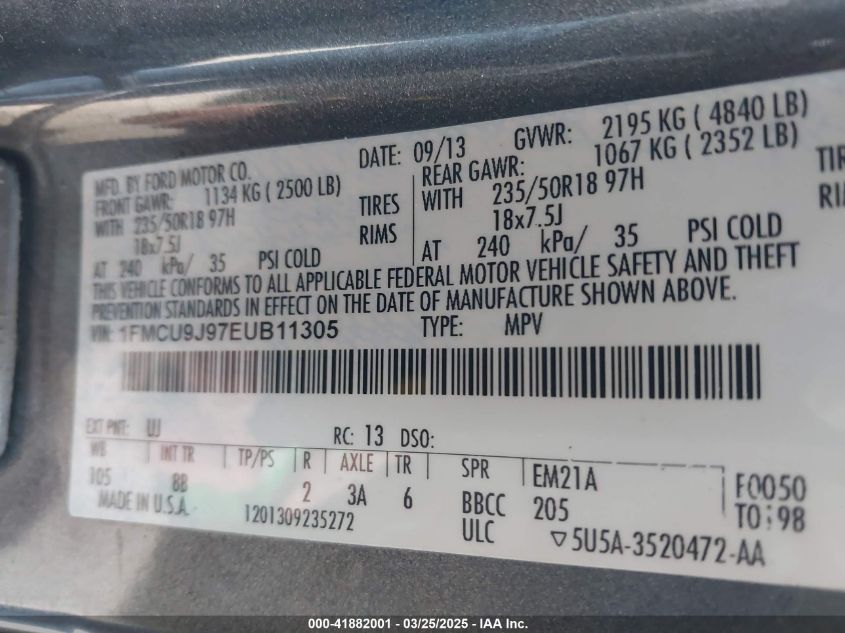 MFD. BY FORD MOTOR CO.
DATE: 09/13
GVWR: 2195 KG ( 4840 LB)
FRONT GAWR: 1134 KG ( 2500 LB)
REAR GAWR: 1067 KG ( 2352 LB)
WITH 235/50R18 97H TIRES
WITH 235/50R18 97H
18x7.5J RIMS
18x7.5J
AT 240 kPa/ 35 PSI COLD
AT 240 kPa/ 35 PSI COLD
THIS VEHICLE CONFORMS TO ALL APPLICABLE FEDERAL MOTOR VEHICLE SAFETY AND THEFT
PREVENTION STANDARDS IN EFFECT ON THE DATE OF MANUFACTURE SHOWN ABOVE.
VIN: 1FMCU9J97EUB11305
TYPE: MPV
EXT PNT: UJ RC: 13 DSO:
WB INT TR TP/PS R AXLE TR SPR EM21A
105 8B 2 3A 6 BBCC 205
F0050
MADE IN U.S.A. 1201309235272 ULC
T0:98
▽5U5A-3520472-AA
000-41882001 - 03/25/2025 - IAA Inc.